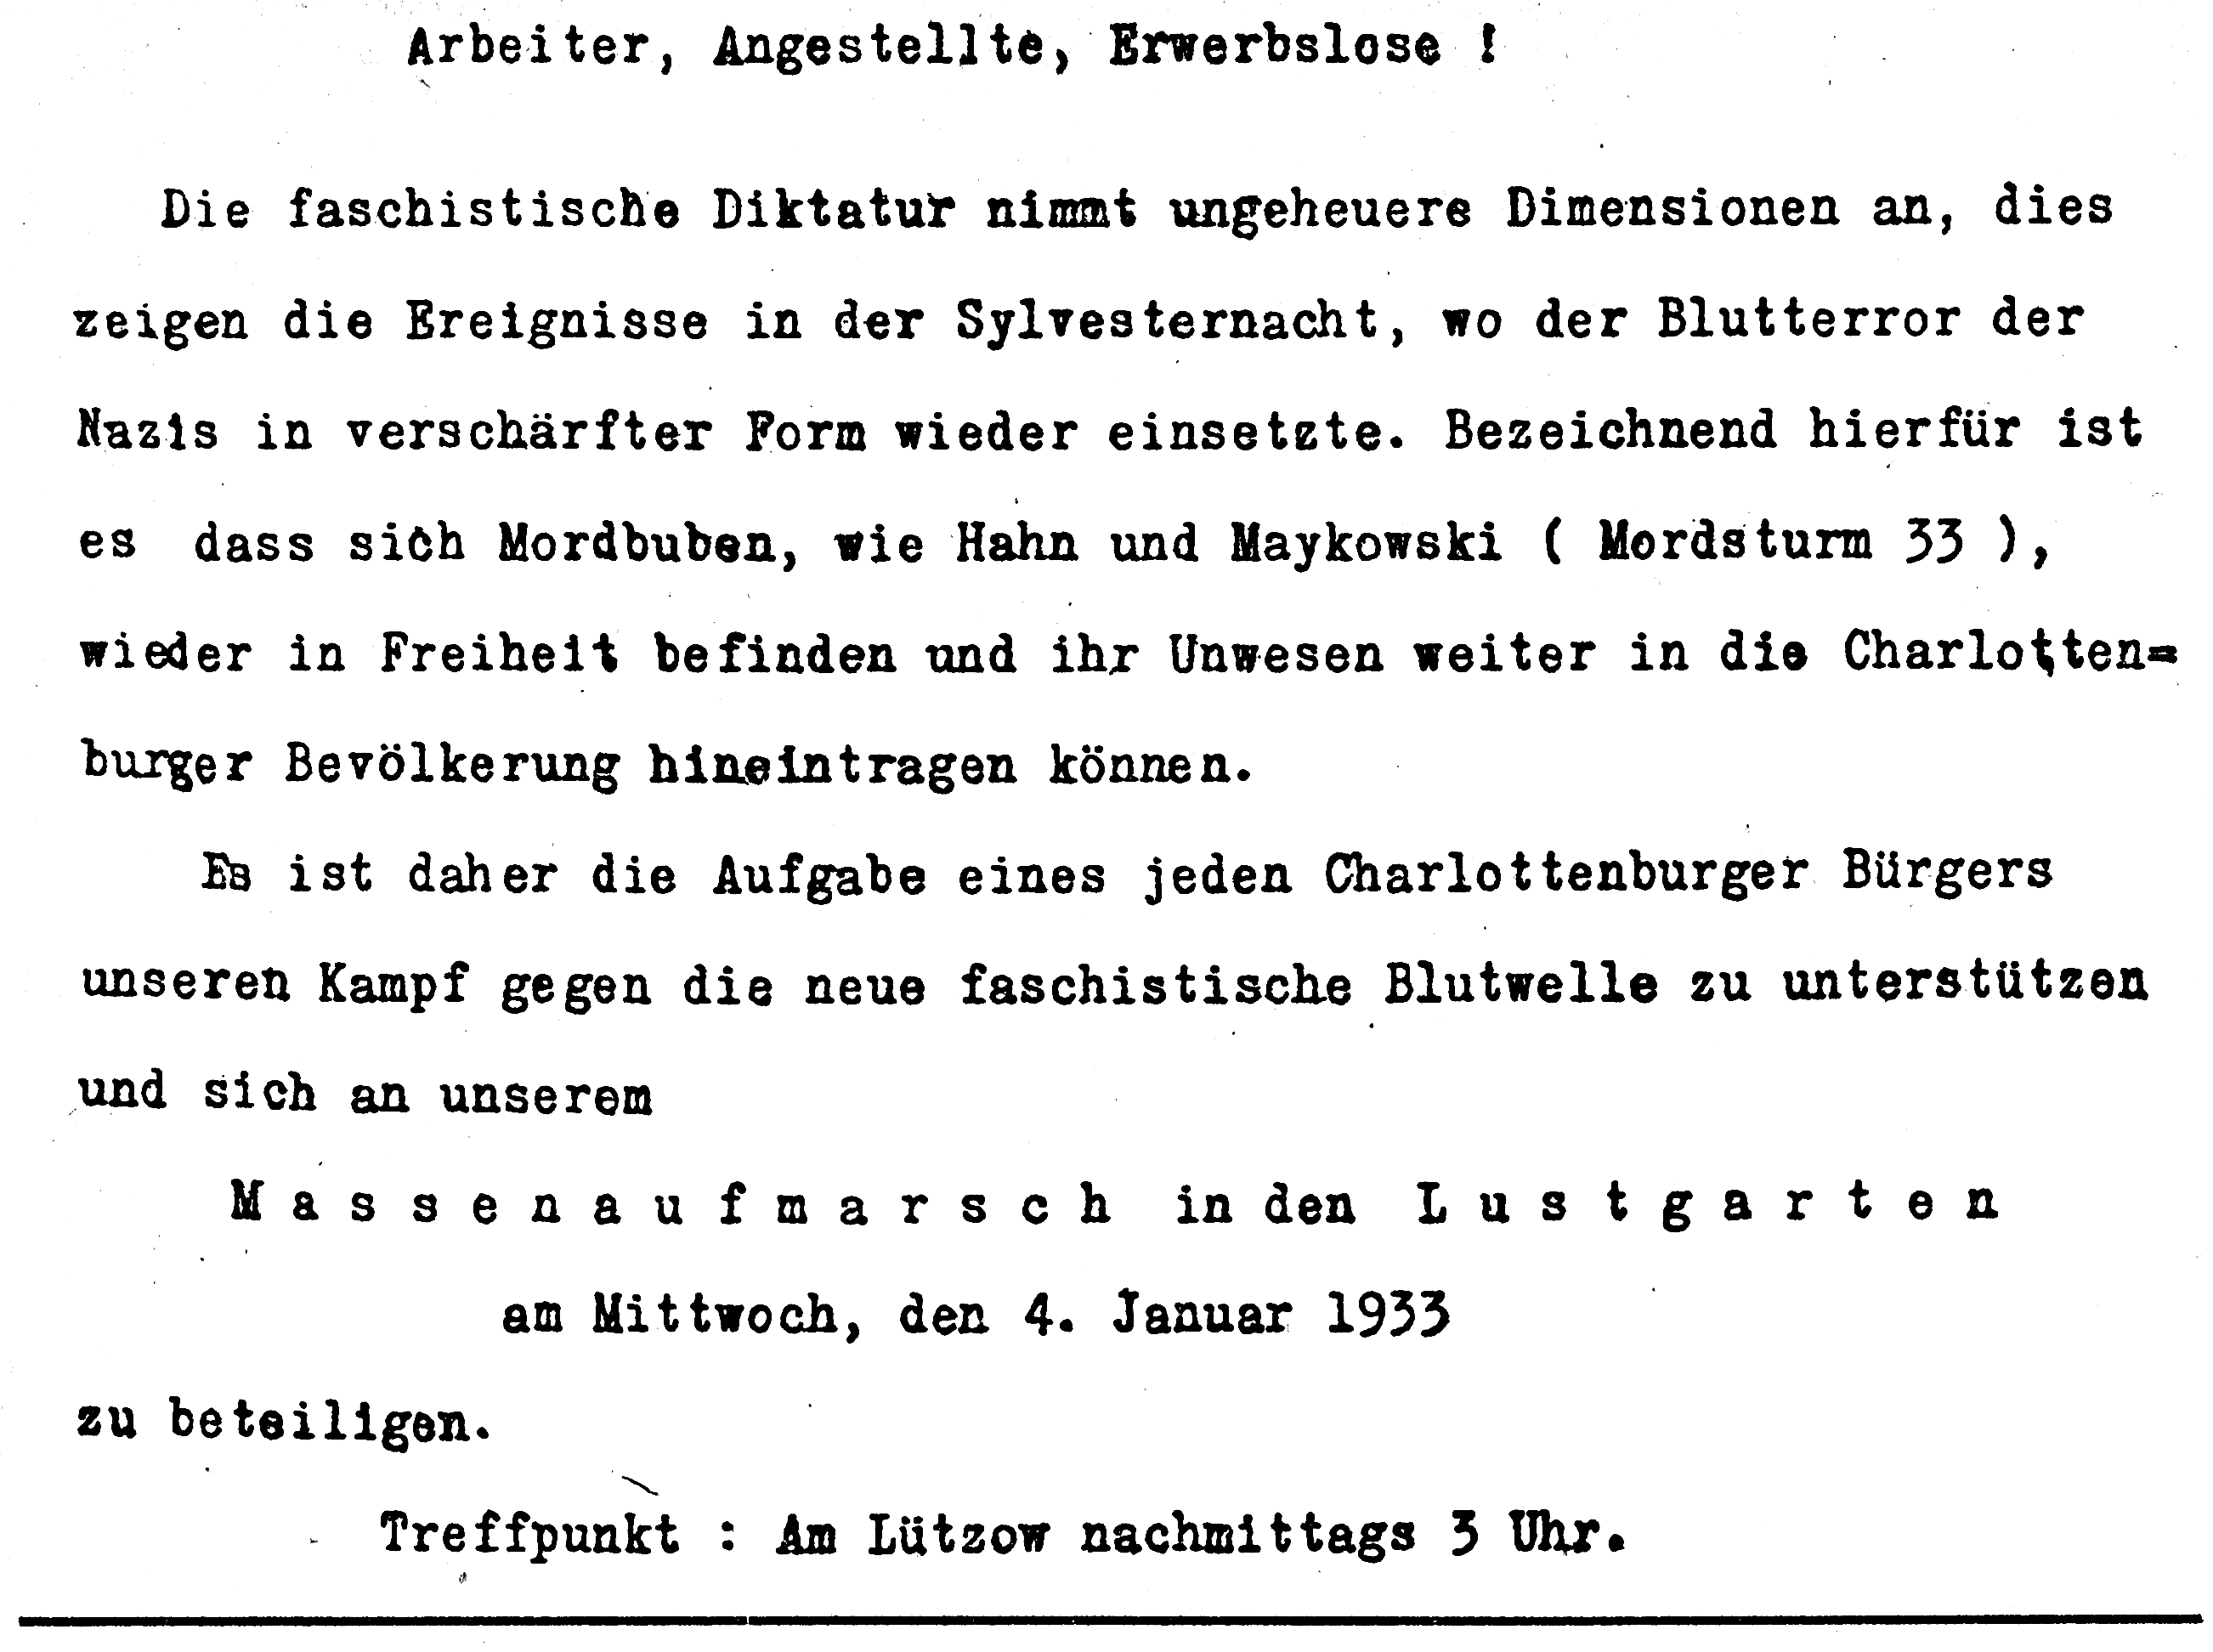 Arbeiter, Angestellte, Erwerbslose !
Die faschistische Diktatur nimmt ungeheuere Dimensionen an, dies
zeigen die Ereignisse in der Sylvesternacht, wo der Blutterror der
Nazis in verschärfter Form wieder einsetzte. Bezeichnend hierfür ist
es dass sich Mordbuben, wie Hahn und Maykowski ( Mordsturm 33 ),
wieder in Freiheit befinden und ihr Unwesen weiter in die Charlotten=
burger Bevölkerung hineintragen können.
Es ist daher die Aufgabe eines jeden Charlottenburger Bürgers
unseren Kampf gegen die neue faschistische Blutwelle zu unterstützen
und sich an unserem
M a s s e n a u f m a r s c h in den L u s t g a r t e n
am Mittwoch, den 4. Januar 1933
zu beteiligen.
Treffpunkt : Am Lützow nachmittags 3 Uhr.